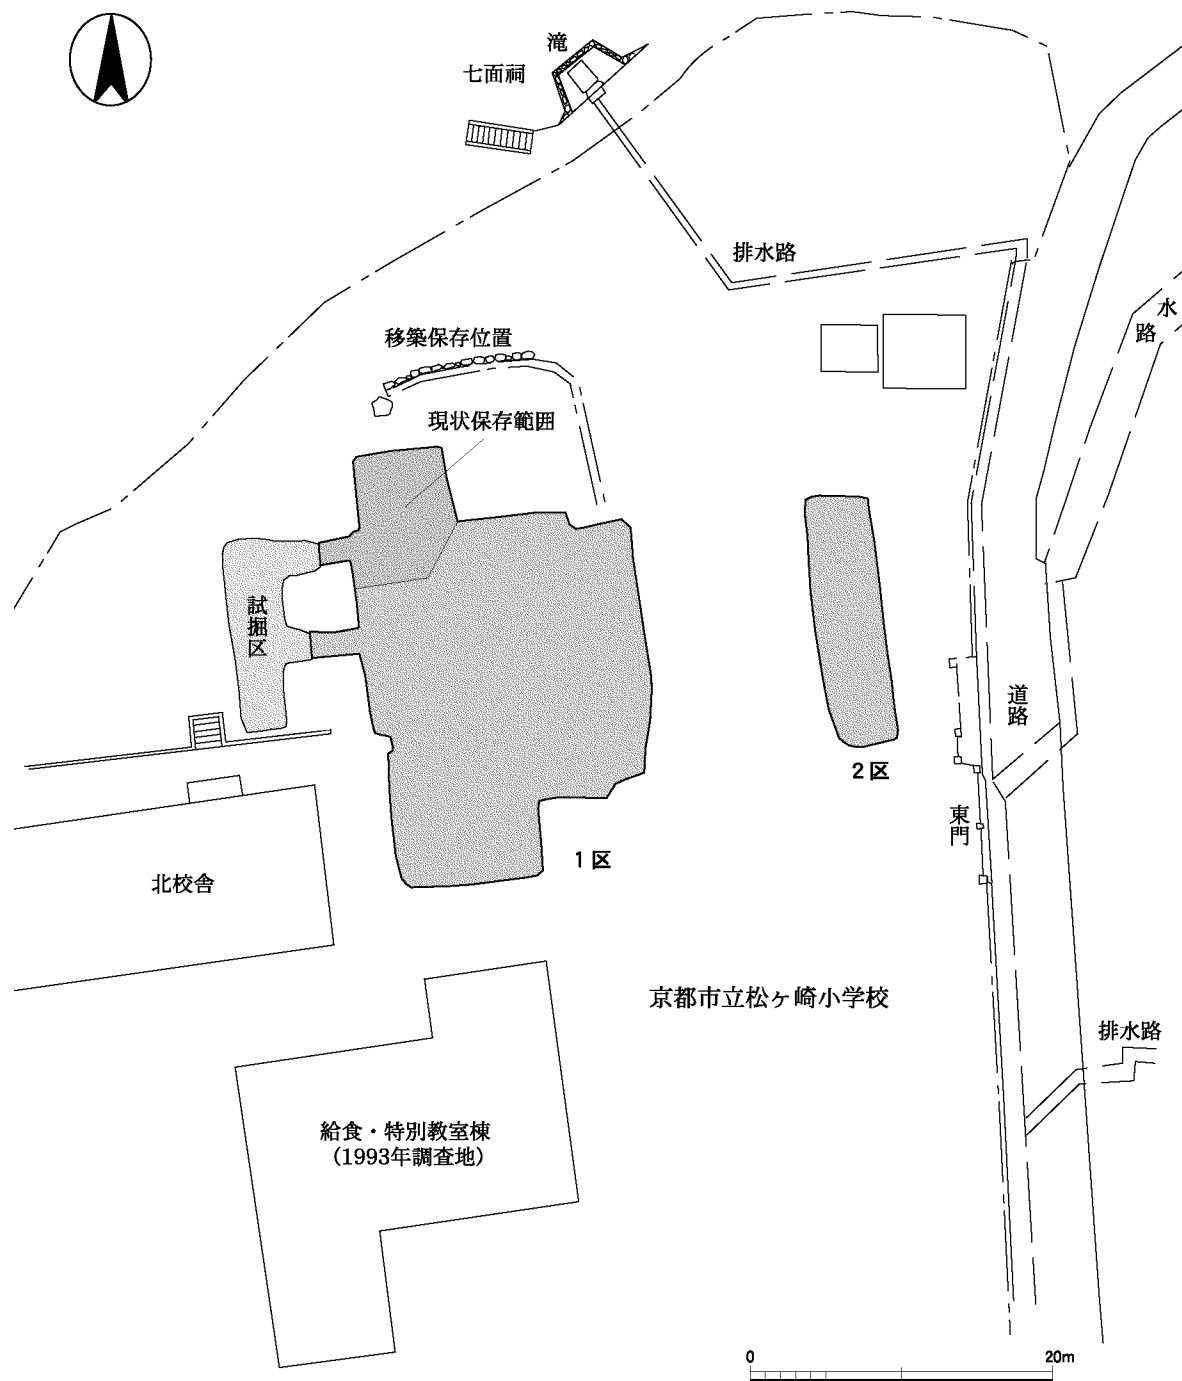 滝
七面祠
排水路
水路
移築保存位置
現状保存範囲
試掘区
道路
2区
東門
1区
北校舎
京都市立松ヶ崎小学校
排水路
給食・特別教室棟
(1993年調査地)
0 20m